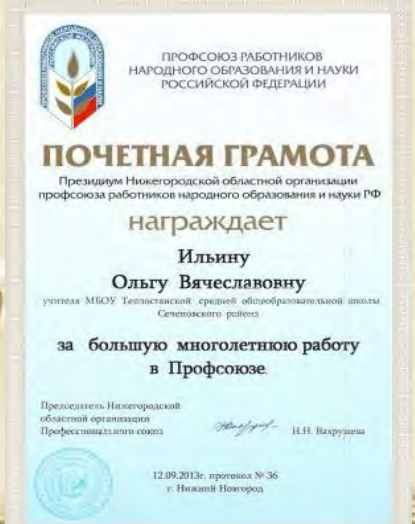 ПРОФСОЮЗ РАБОТНИКОВ
НАРОДНОГО ОБРАЗОВАНИЯ И НАУКИ
РОССИЙСКОЙ ФЕДЕРАЦИИ
ПОЧЕТНАЯ ГРАМОТА
Президиум Нижегородской областной организации
профсоюза работников народного образования и науки РФ
награждает
Ильину
Ольгу Вячеславовну
учителя МБОУ Теплостанской средней общеобразовательной школы
Сеченовского района
за большую многолетнюю работу
в Профсоюзе
Председатель Нижегородской
областной организации
Профессионального союза
Н.Н. Вахрушева
12.09.2013г. протокол № 36
г. Нижний Новгород